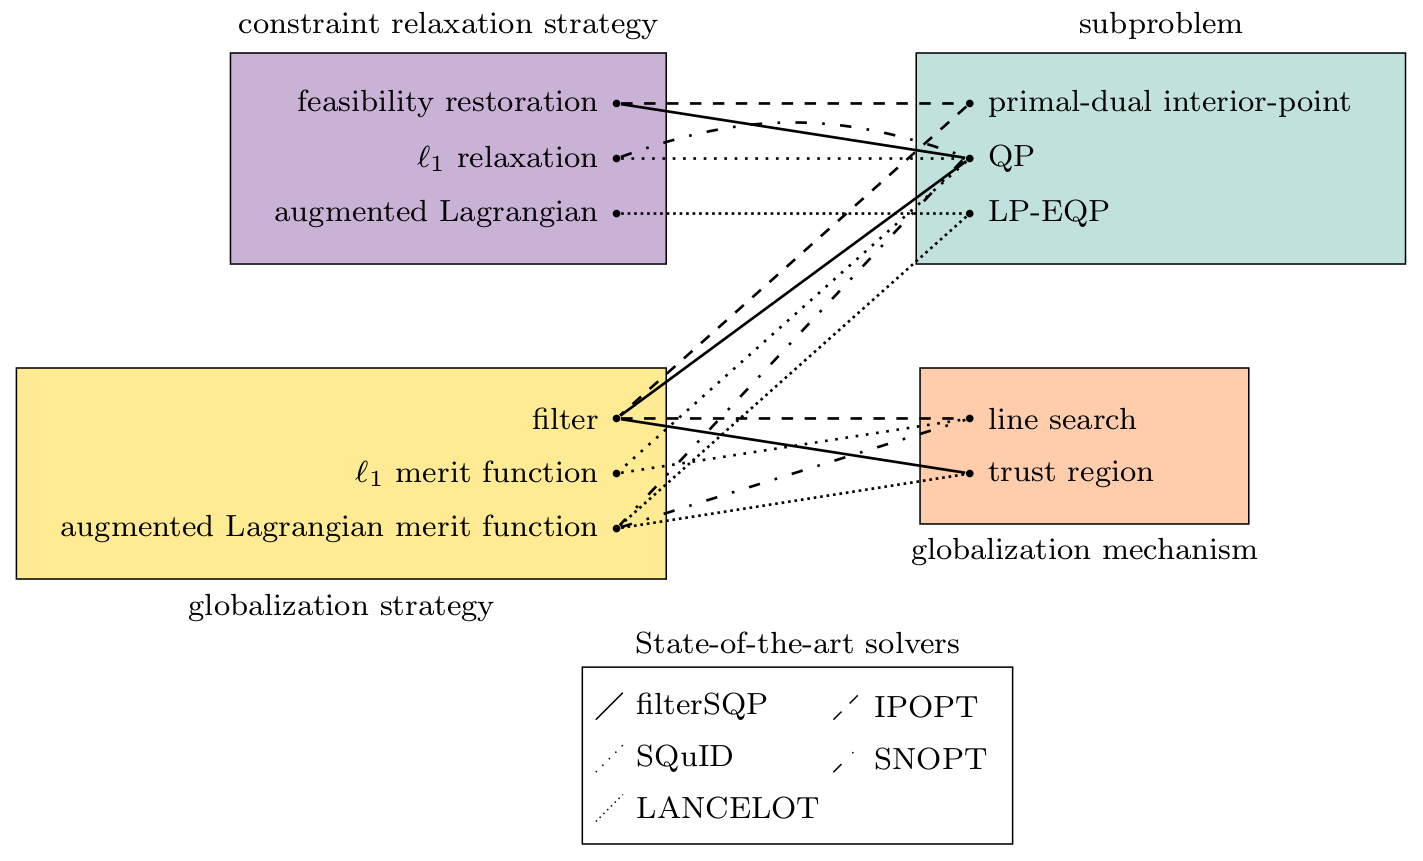 constraint relaxation strategy
feasibility restoration
ℓ1 relaxation
augmented Lagrangian
subproblem
primal-dual interior-point
QP
LP-EQP
filter
ℓ1 merit function
augmented Lagrangian merit function
globalization strategy
line search
trust region
globalization mechanism
State-of-the-art solvers
filterSQP
IPOPT
SQuID
SNOPT
LANCELOT